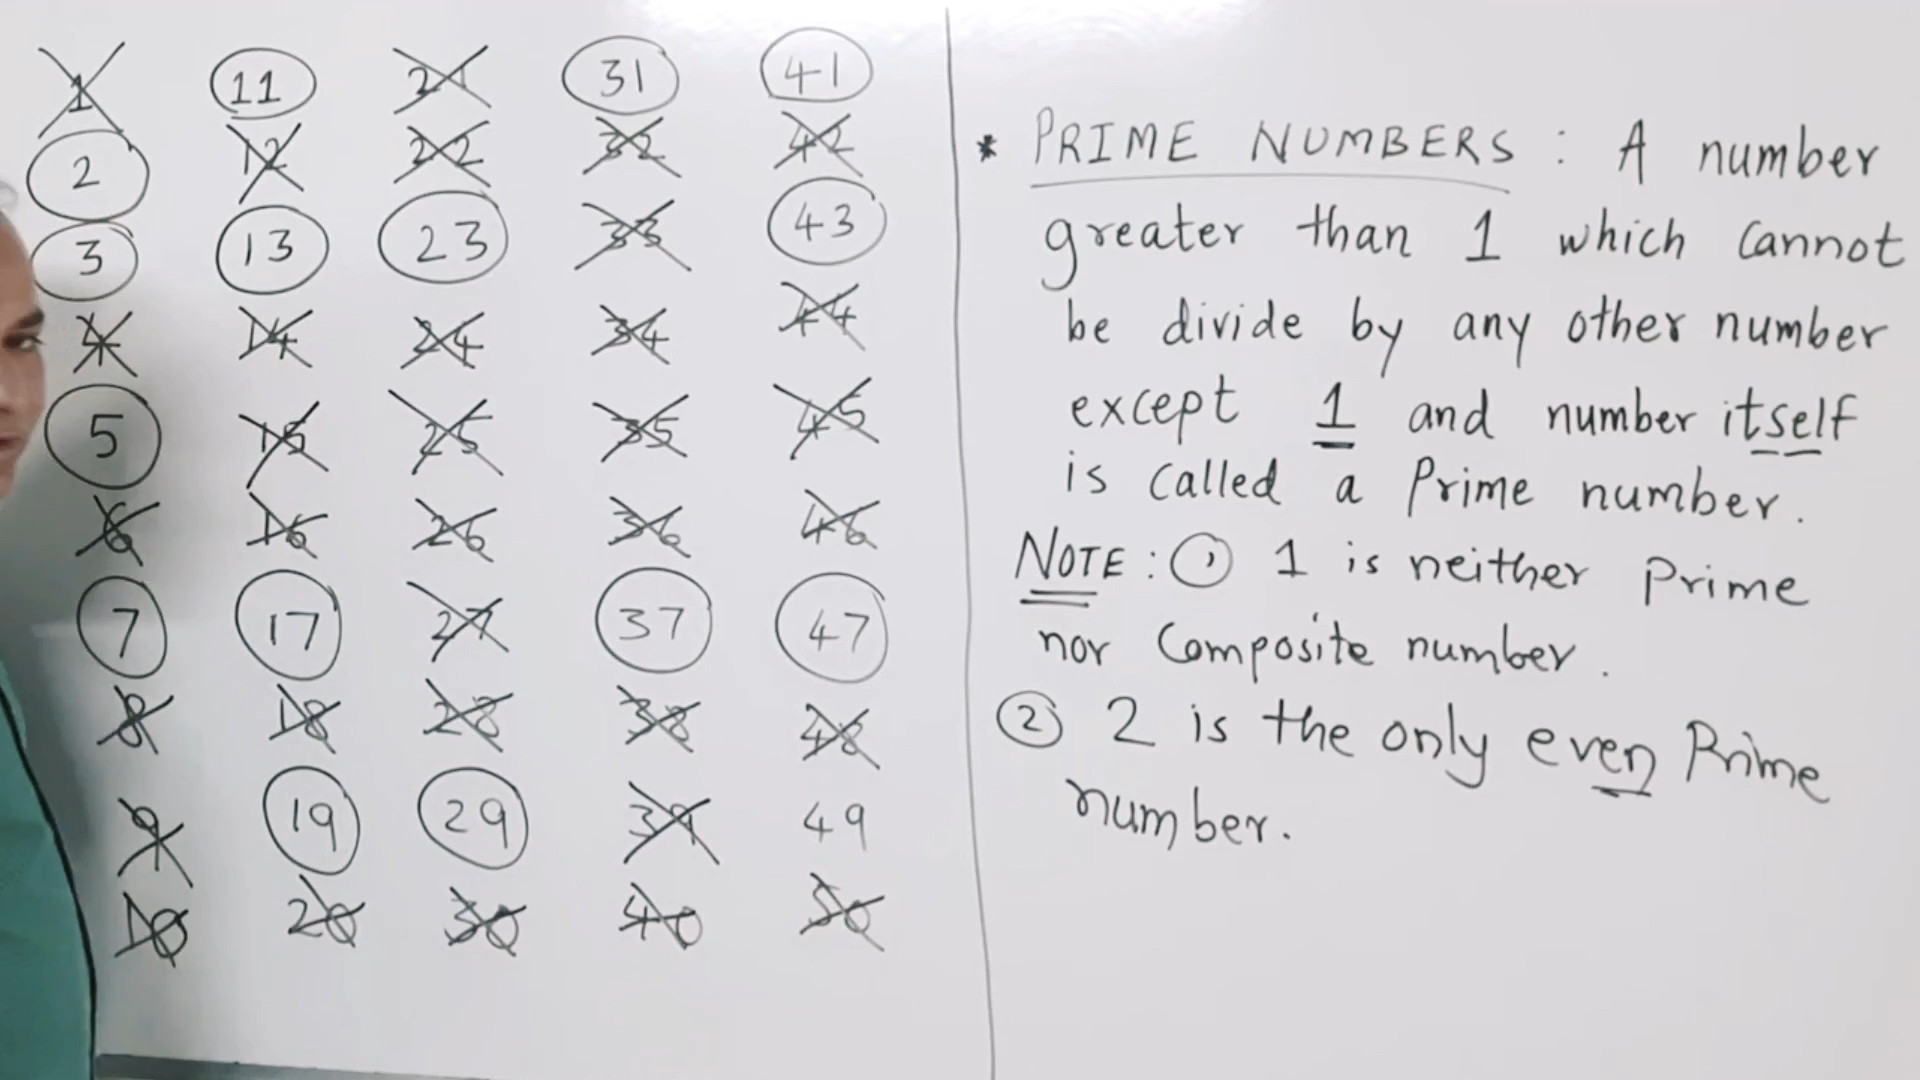 1 11 21 31 41
2 12 22 32 42
3 13 23 33 43
4 14 24 34 44
5 15 25 35 45
6 16 26 36 46
7 17 27 37 47
8 18 28 38 48
9 19 29 39 49
10 20 30 40 50
* PRIME NUMBERS : A number
greater than 1 which cannot
be divide by any other number
except 1 and number itself
is called a Prime number.
NOTE : 1 1 is neither Prime
nor Composite number.
2 2 is the only even Prime
number.